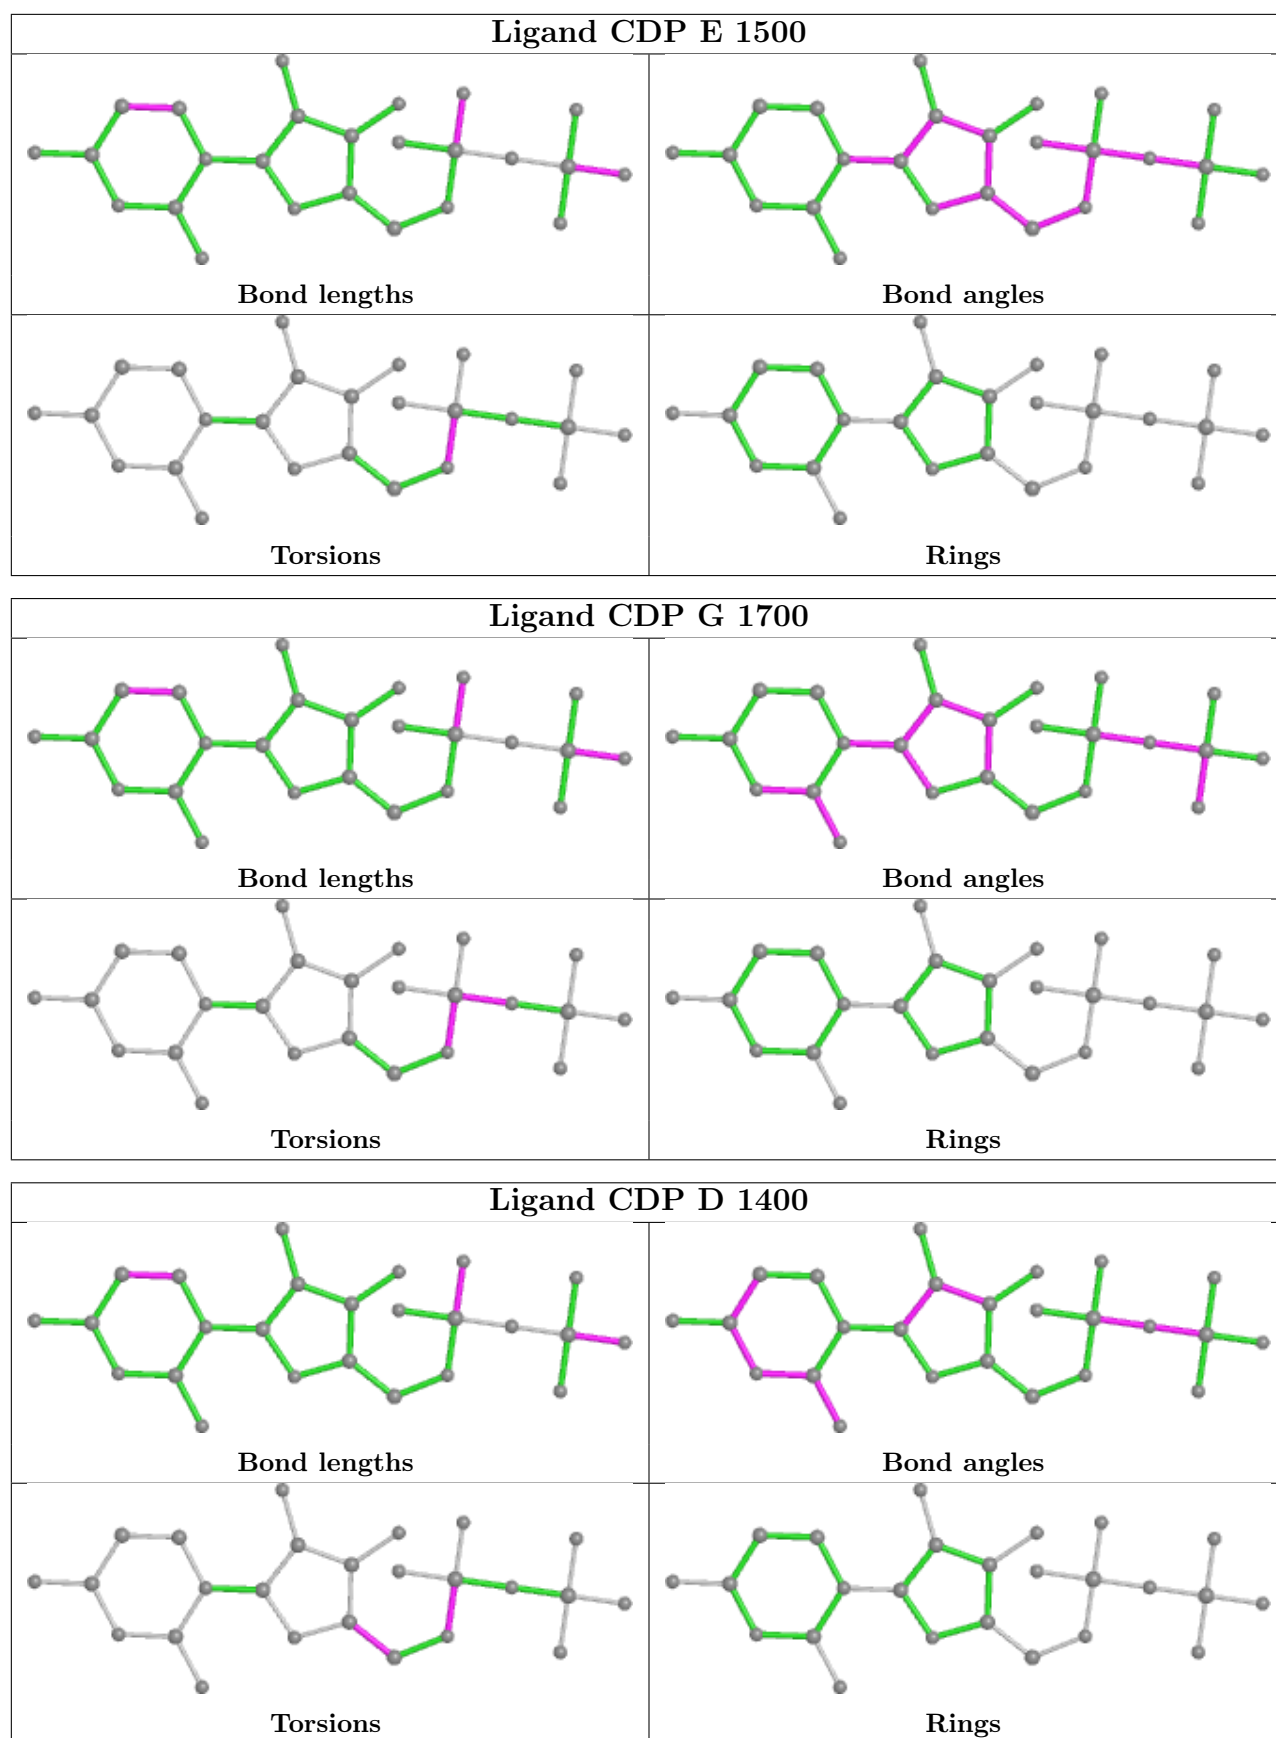 Ligand CDP E 1500
Bond lengths
Bond angles
Torsions
Rings
Ligand CDP G 1700
Bond lengths
Bond angles
Torsions
Rings
Ligand CDP D 1400
Bond lengths
Bond angles
Torsions
Rings